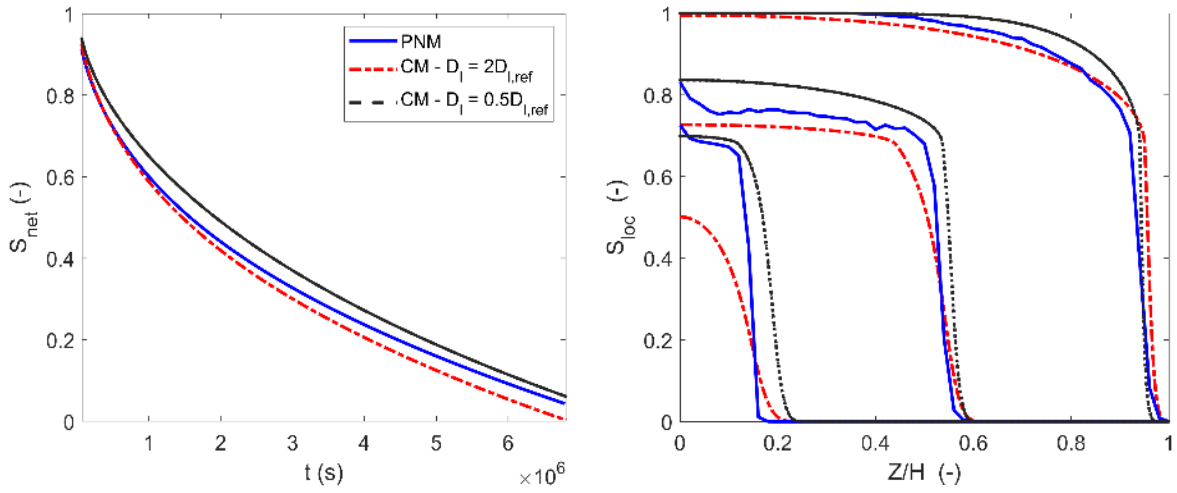 PNM
CM - D_l = 2D_l,ref
CM - D_l = 0.5D_l,ref
S_net (-)
1
0.8
0.6
0.4
0.2
0
1 2 3 4 5 6
t (s)
×10^6
S_loc (-)
1
0.8
0.6
0.4
0.2
0
0 0.2 0.4 0.6 0.8 1
Z/H (-)